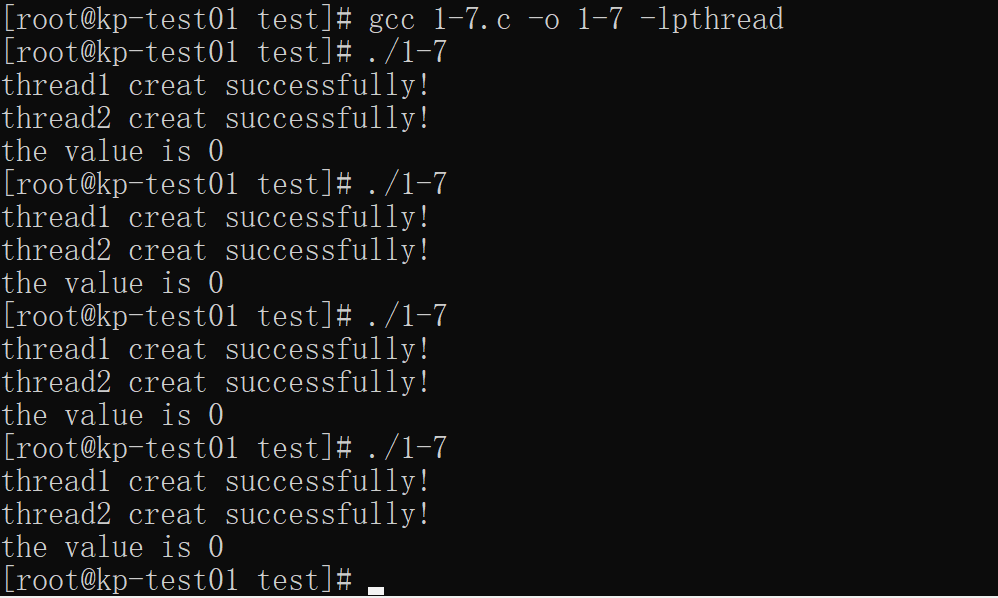 [root@kp-test01 test]# gcc 1-7.c -o 1-7 -lpthread
[root@kp-test01 test]# ./1-7
thread1 creat successfully!
thread2 creat successfully!
the value is 0
[root@kp-test01 test]# ./1-7
thread1 creat successfully!
thread2 creat successfully!
the value is 0
[root@kp-test01 test]# ./1-7
thread1 creat successfully!
thread2 creat successfully!
the value is 0
[root@kp-test01 test]# ./1-7
thread1 creat successfully!
thread2 creat successfully!
the value is 0
[root@kp-test01 test]#